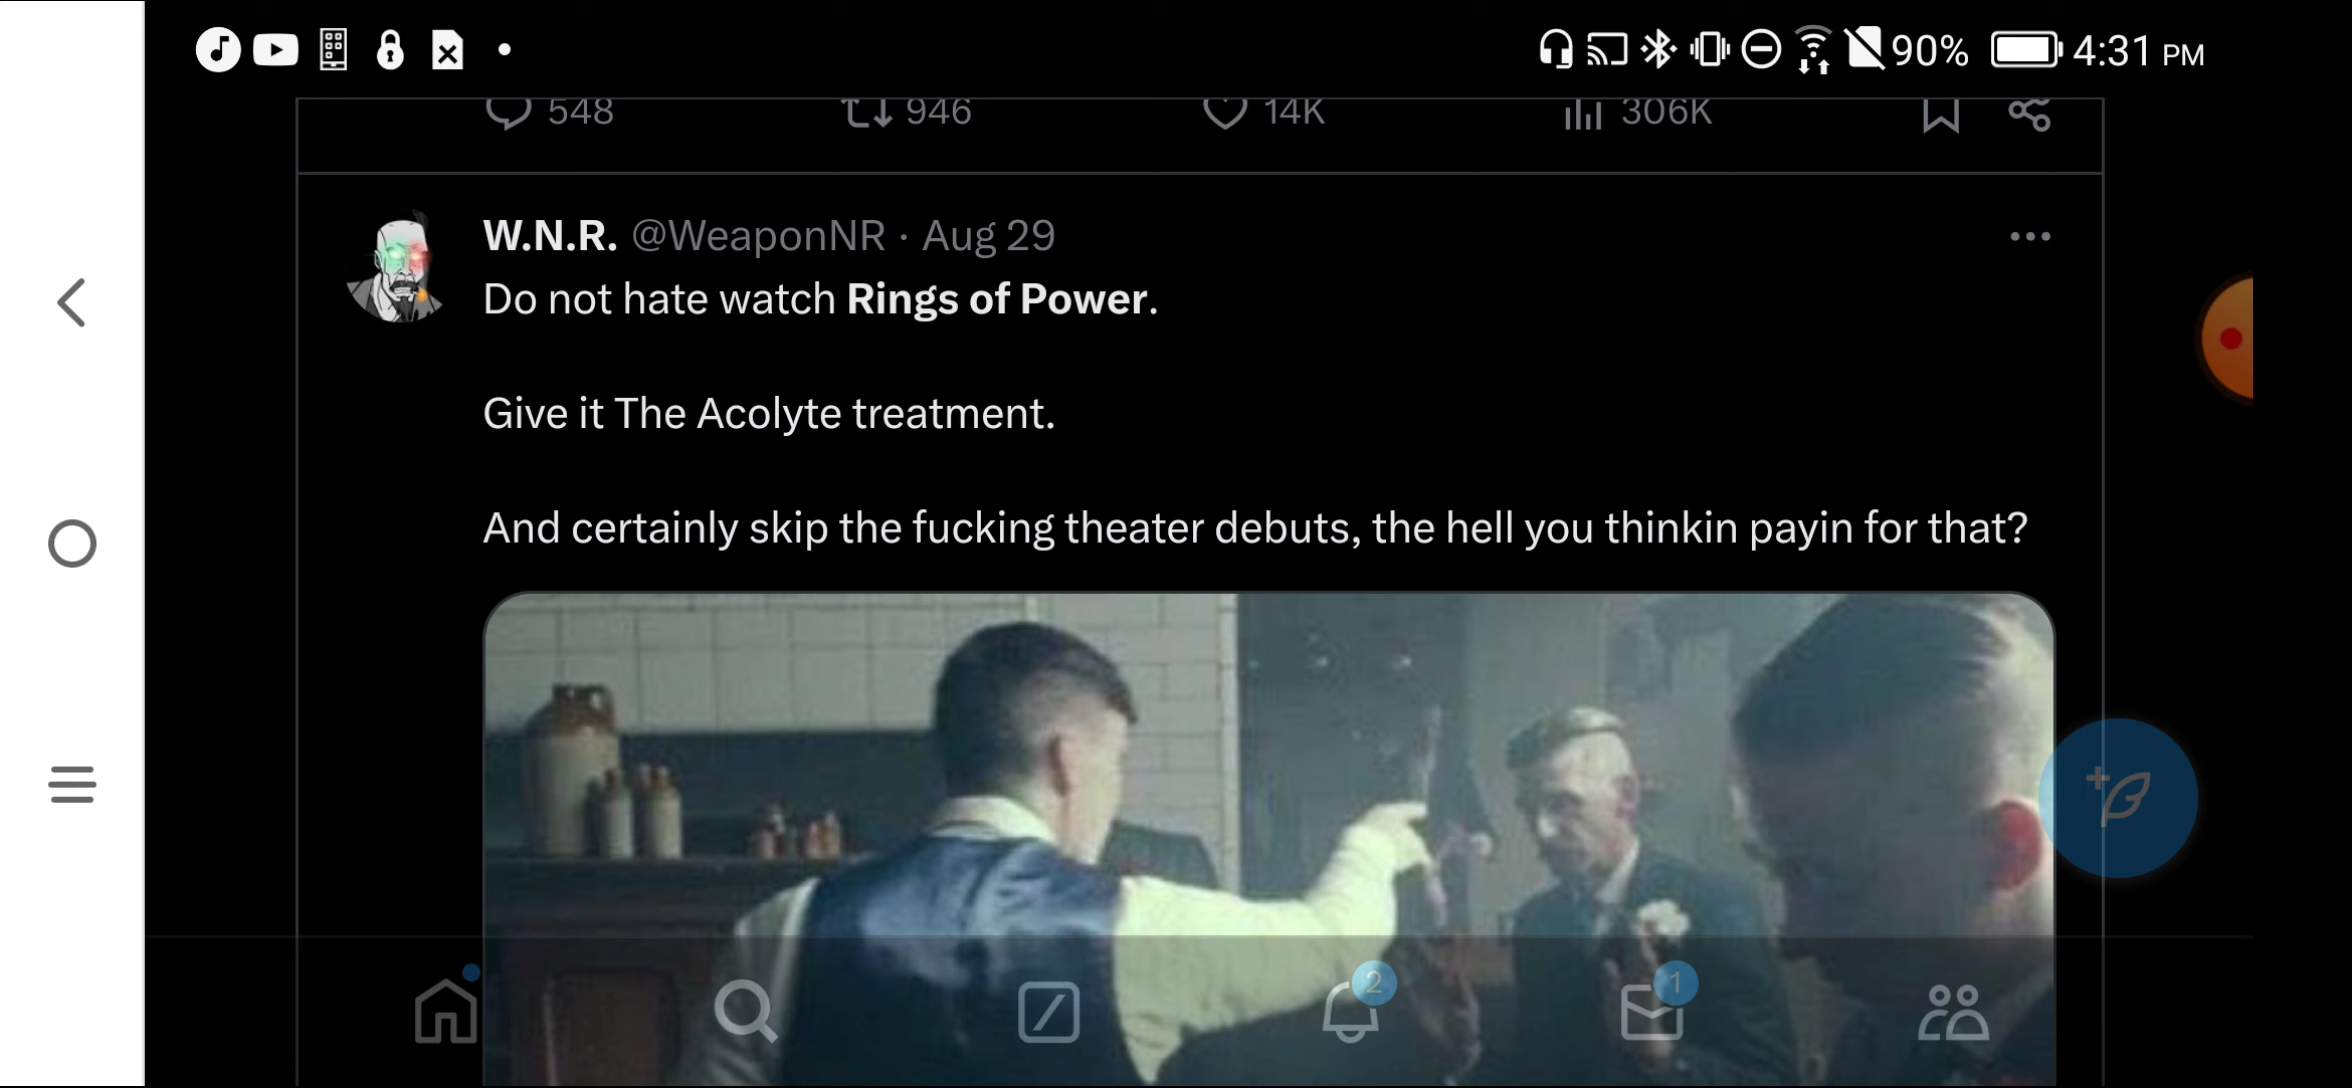 90% 4:31 PM
548 946 14K 306K
W.N.R. @WeaponNR · Aug 29
Do not hate watch Rings of Power.
Give it The Acolyte treatment.
And certainly skip the fucking theater debuts, the hell you thinkin payin for that?
2 1